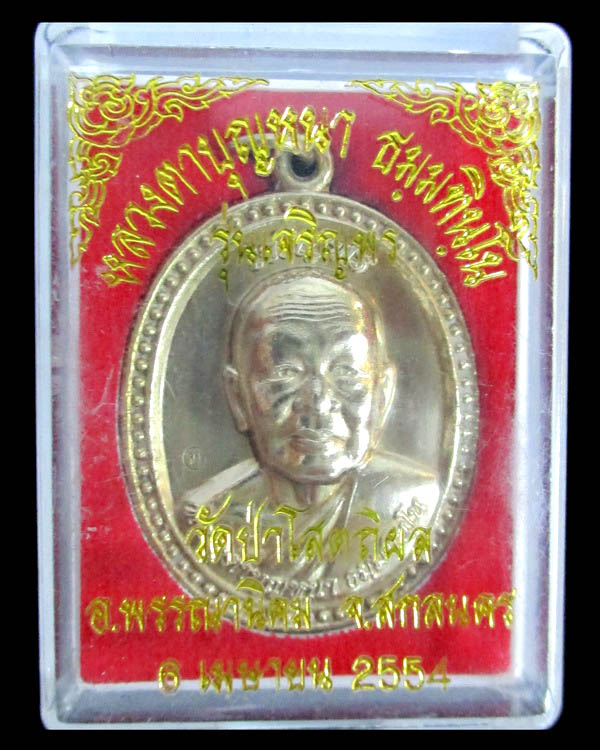 หลวงตาบุญหนา ธมฺมทินฺโน
รุ่นเจริญพร
วัดป่าโสตถิผล
อ.พรรณานิคม จ.สกลนคร
6 เมษายน 2554